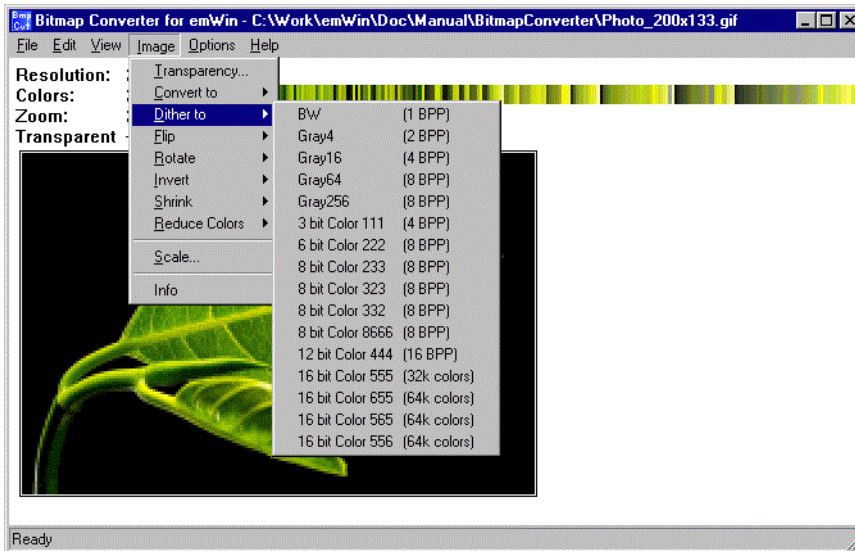 Bitmap Converter for emWin - C:\Work\emWin\Doc\Manual\BitmapConverter\Photo_200x133.gif
File Edit View Image Options Help
Resolution:
Colors:
Zoom:
Transparent
Transparency...
Convert to
Dither to
Flip
Rotate
Invert
Shrink
Reduce Colors
Scale...
Info
BW (1 BPP)
Gray4 (2 BPP)
Gray16 (4 BPP)
Gray64 (8 BPP)
Gray256 (8 BPP)
3 bit Color 111 (4 BPP)
6 bit Color 222 (8 BPP)
8 bit Color 233 (8 BPP)
8 bit Color 323 (8 BPP)
8 bit Color 332 (8 BPP)
8 bit Color 8666 (8 BPP)
12 bit Color 444 (16 BPP)
16 bit Color 555 (32k colors)
16 bit Color 655 (64k colors)
16 bit Color 565 (64k colors)
16 bit Color 556 (64k colors)
Ready